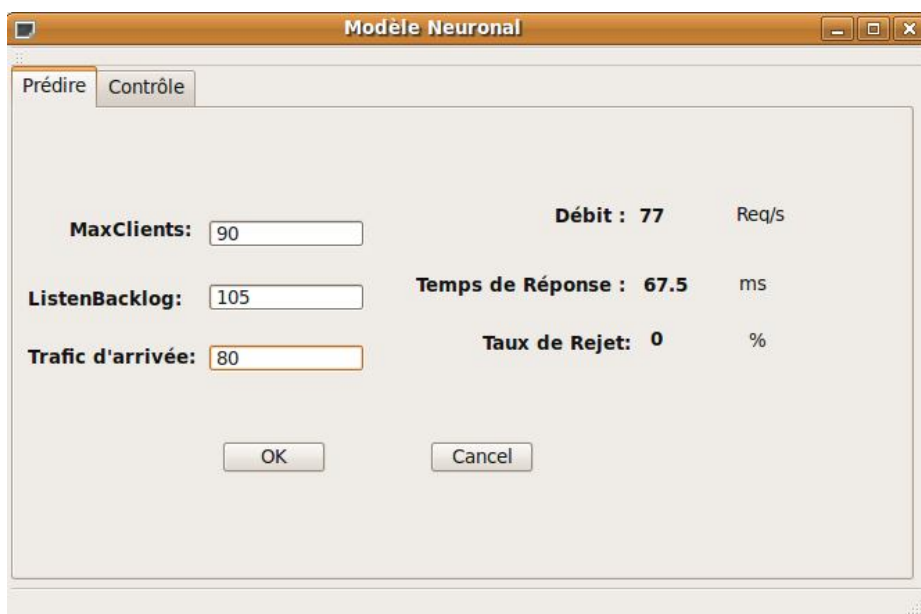 Modèle Neuronal
Prédire Contrôle
MaxClients: 90
Débit : 77 Req/s
ListenBacklog: 105
Temps de Réponse : 67.5 ms
Trafic d'arrivée: 80
Taux de Rejet: 0 %
OK Cancel